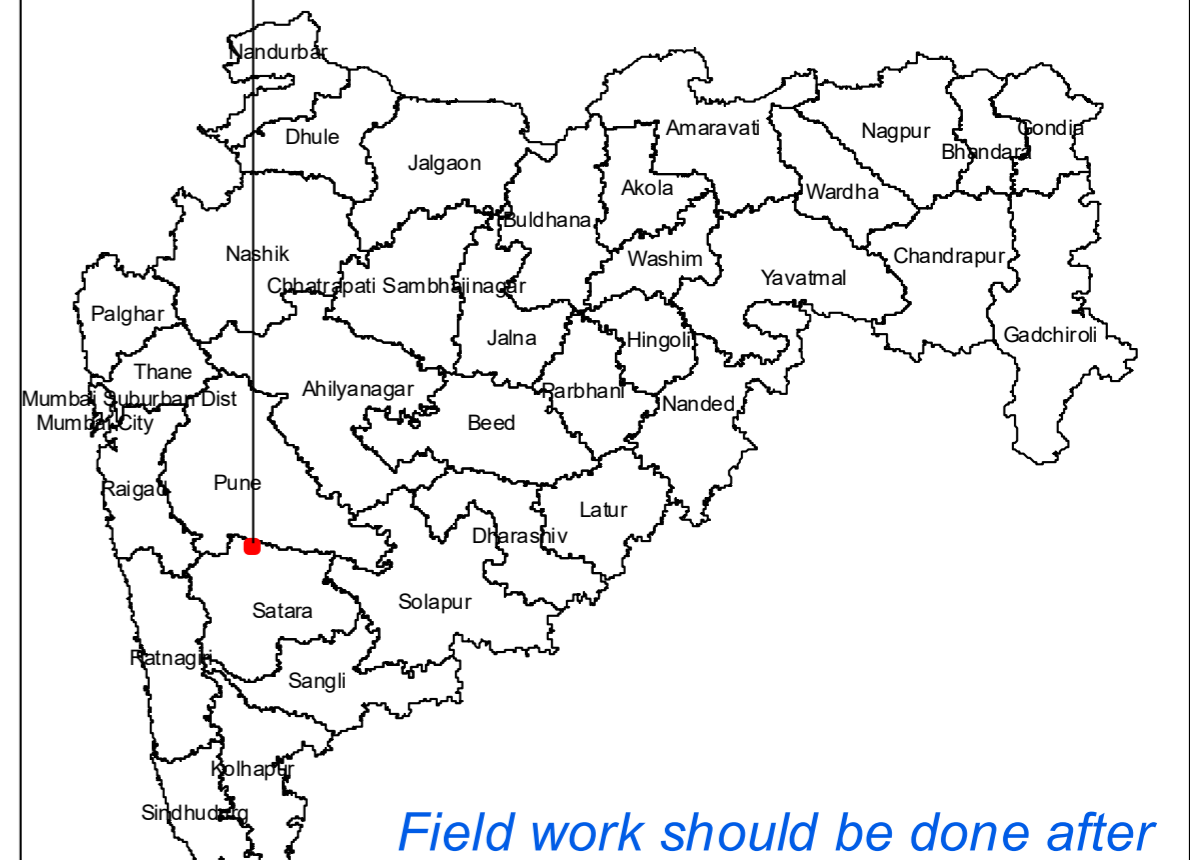 Nandurbar
Dhule
Jalgaon
Amaravati
Nagpur
Gondia
Bhandara
Akola
Wardha
Buldhana
Nashik
Washim
Chandrapur
Yavatmal
Chhatrapati Sambhajinagar
Palghar
Jalna
Hingoli
Gadchiroli
Thane
Ahilyanagar
Parbhani
Mumbai Suburban Dist
Nanded
Mumbai City
Beed
Raigad
Pune
Latur
Dharashiv
Satara
Solapur
Ratnagiri
Sangli
Kolhapur
Sindhudurg
Field work should be done after